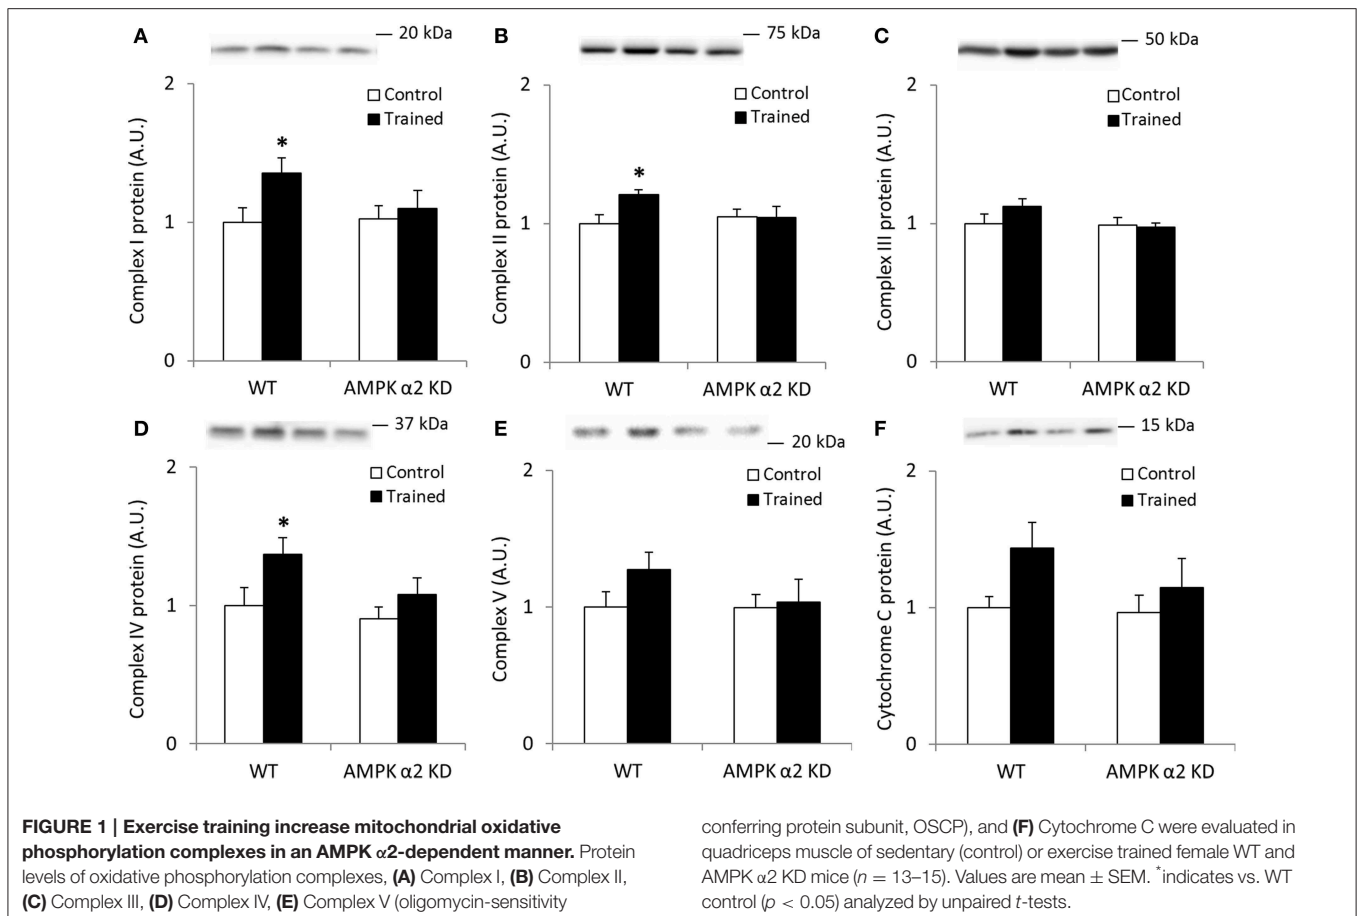 A
— 20 kDa
2
Control
Trained
*
1
0
Complex I protein (A.U.)
WT
AMPK α2 KD
B
— 75 kDa
2
Control
Trained
*
1
0
Complex II protein (A.U.)
WT
AMPK α2 KD
C
— 50 kDa
2
Control
Trained
1
0
Complex III protein (A.U.)
WT
AMPK α2 KD
D
— 37 kDa
2
Control
Trained
*
1
0
Complex IV protein (A.U.)
WT
AMPK α2 KD
E
— 20 kDa
2
Control
Trained
1
0
Complex V (A.U.)
WT
AMPK α2 KD
F
— 15 kDa
2
Control
Trained
1
0
Cytochrome C protein (A.U.)
WT
AMPK α2 KD
FIGURE 1 | Exercise training increase mitochondrial oxidative
phosphorylation complexes in an AMPK α2-dependent manner. Protein
levels of oxidative phosphorylation complexes, (A) Complex I, (B) Complex II,
(C) Complex III, (D) Complex IV, (E) Complex V (oligomycin-sensitivity
conferring protein subunit, OSCP), and (F) Cytochrome C were evaluated in
quadriceps muscle of sedentary (control) or exercise trained female WT and
AMPK α2 KD mice (n = 13–15). Values are mean ± SEM. *indicates vs. WT
control (p < 0.05) analyzed by unpaired t-tests.